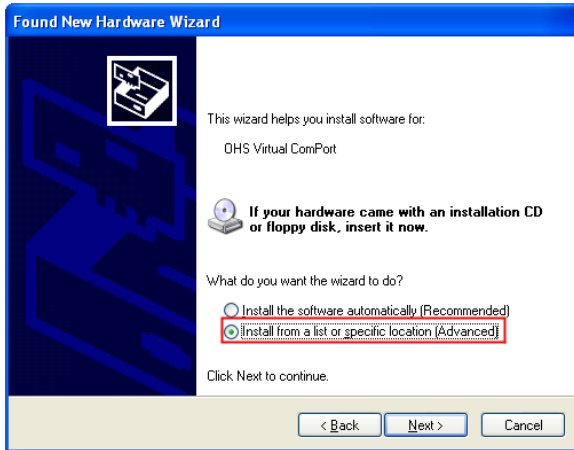 Found New Hardware Wizard
This wizard helps you install software for:
OHS Virtual ComPort
If your hardware came with an installation CD
or floppy disk, insert it now.
What do you want the wizard to do?
Install the software automatically (Recommended)
Install from a list or specific location (Advanced)
Click Next to continue.
< Back
Next >
Cancel